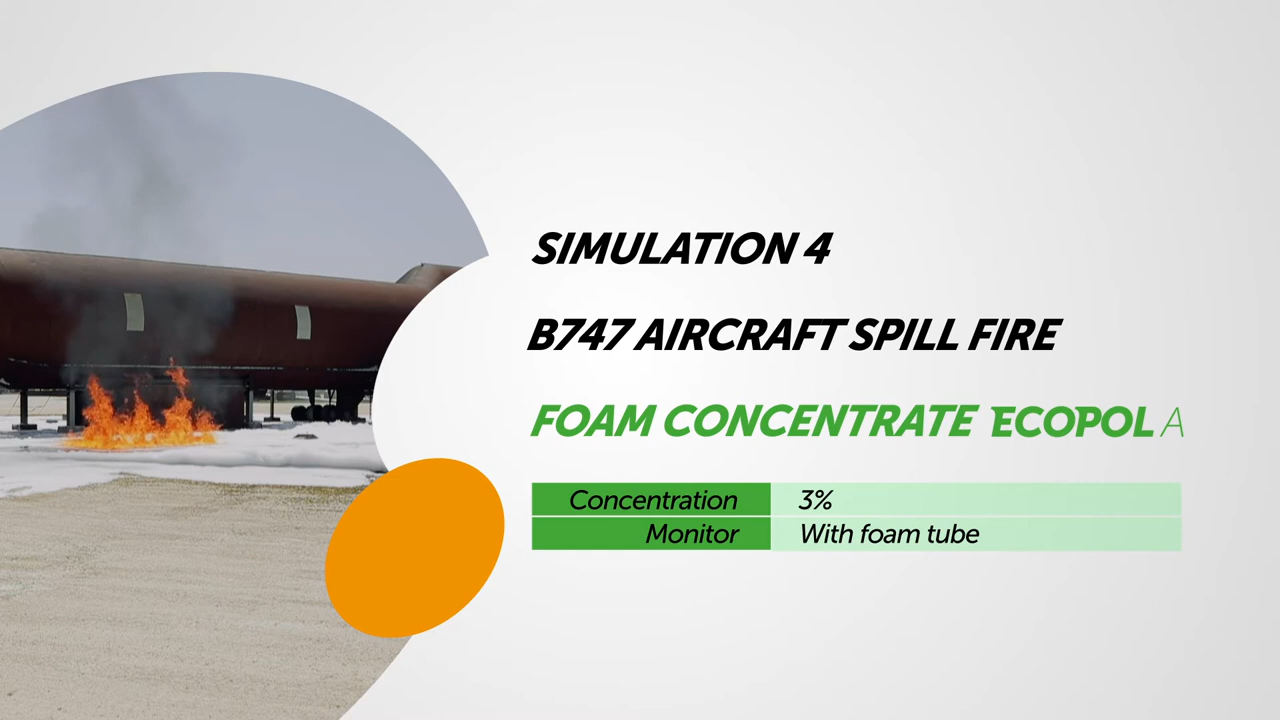 SIMULATION 4
B747 AIRCRAFT SPILL FIRE
FOAM CONCENTRATE ECOPOL A
Concentration 3%
Monitor With foam tube